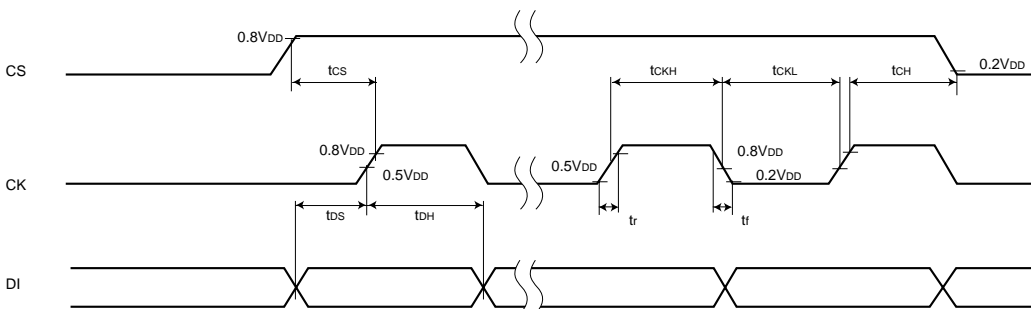 0.8VDD
CS
tCS
tCKH
tCKL
tCH
0.2VDD
0.8VDD
0.5VDD
0.8VDD
CK
0.5VDD
0.2VDD
tDS
tDH
tr
tf
DI